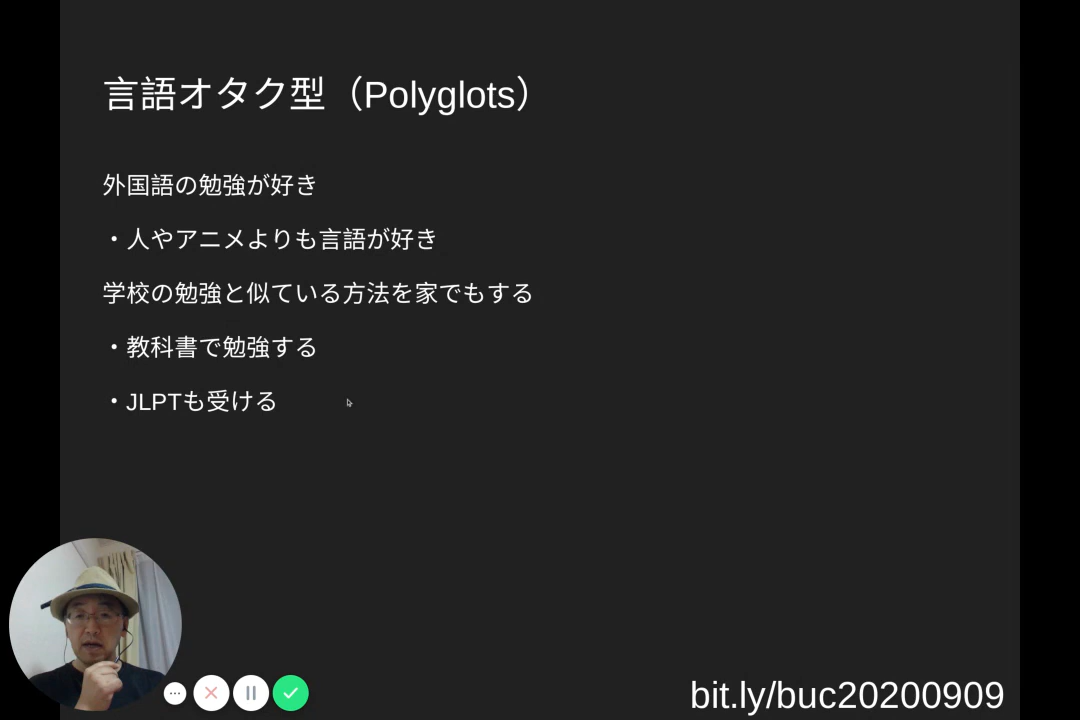 言語オタク型（Polyglots）
外国語の勉強が好き
・人やアニメよりも言語が好き
学校の勉強と似ている方法を家でもする
・教科書で勉強する
・JLPTも受ける
bit.ly/buc20200909